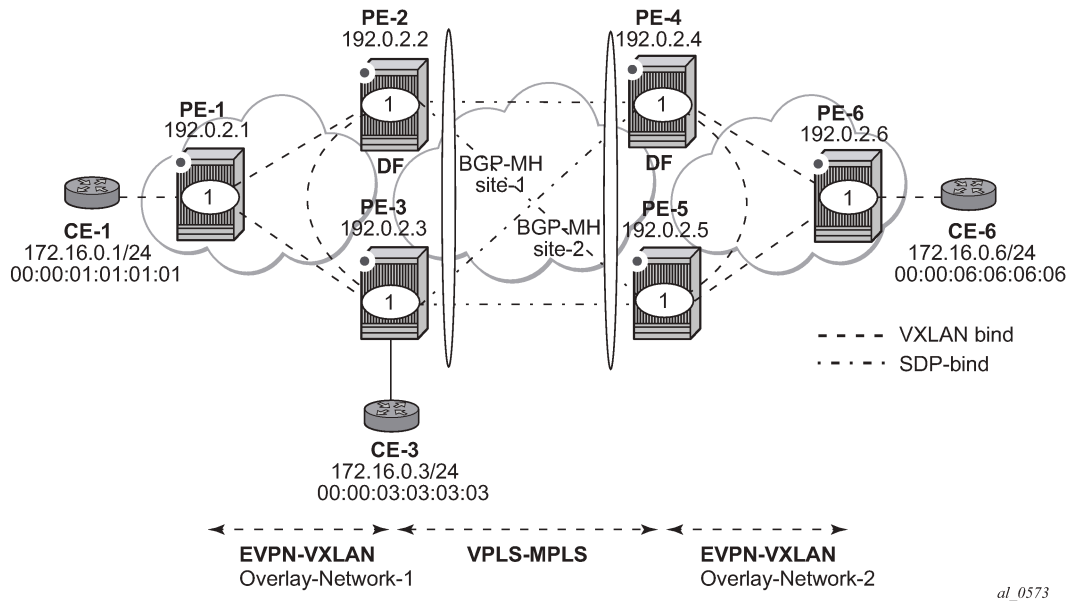 PE-2
192.0.2.2
PE-4
192.0.2.4
PE-1
192.0.2.1
PE-6
192.0.2.6
1
1
1
1
DF
DF
BGP-MH
site-1
PE-3
192.0.2.3
BGP-MH
site-2
PE-5
192.0.2.5
1
1
CE-1
172.16.0.1/24
00:00:01:01:01:01
CE-6
172.16.0.6/24
00:00:06:06:06:06
VXLAN bind
SDP-bind
CE-3
172.16.0.3/24
00:00:03:03:03:03
EVPN-VXLAN
Overlay-Network-1
VPLS-MPLS
EVPN-VXLAN
Overlay-Network-2
al_0573